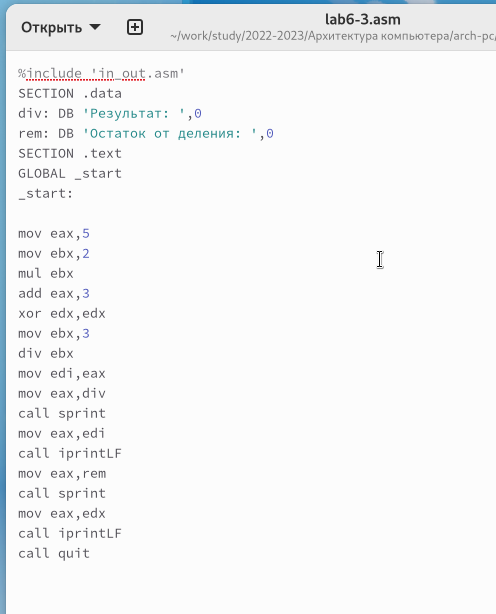 Открыть
lab6-3.asm
~/work/study/2022-2023/Архитектура компьютера/arch-pc/
%include 'in_out.asm'
SECTION .data
div: DB 'Результат: ',0
rem: DB 'Остаток от деления: ',0
SECTION .text
GLOBAL _start
_start:
mov eax,5
mov ebx,2
mul ebx
add eax,3
xor edx,edx
mov ebx,3
div ebx
mov edi,eax
mov eax,div
call sprint
mov eax,edi
call iprintLF
mov eax,rem
call sprint
mov eax,edx
call iprintLF
call quit